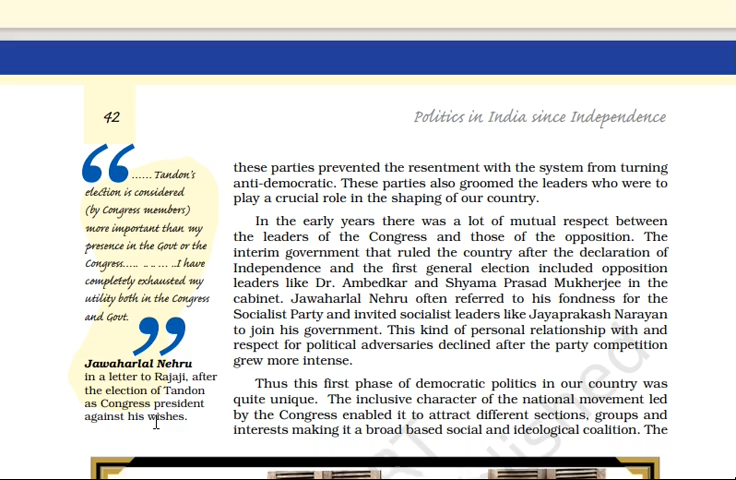 42
Politics in India since Independence
...... Tandon's
election is considered
(by Congress members)
more important than my
presence in the Govt or the
Congress..... .. .. ... ..I have
completely exhausted my
utility both in the Congress
and Govt.
Jawaharlal Nehru
in a letter to Rajaji, after
the election of Tandon
as Congress president
against his wishes.
these parties prevented the resentment with the system from turning
anti-democratic. These parties also groomed the leaders who were to
play a crucial role in the shaping of our country.
In the early years there was a lot of mutual respect between
the leaders of the Congress and those of the opposition. The
interim government that ruled the country after the declaration of
Independence and the first general election included opposition
leaders like Dr. Ambedkar and Shyama Prasad Mukherjee in the
cabinet. Jawaharlal Nehru often referred to his fondness for the
Socialist Party and invited socialist leaders like Jayaprakash Narayan
to join his government. This kind of personal relationship with and
respect for political adversaries declined after the party competition
grew more intense.
Thus this first phase of democratic politics in our country was
quite unique. The inclusive character of the national movement led
by the Congress enabled it to attract different sections, groups and
interests making it a broad based social and ideological coalition. The